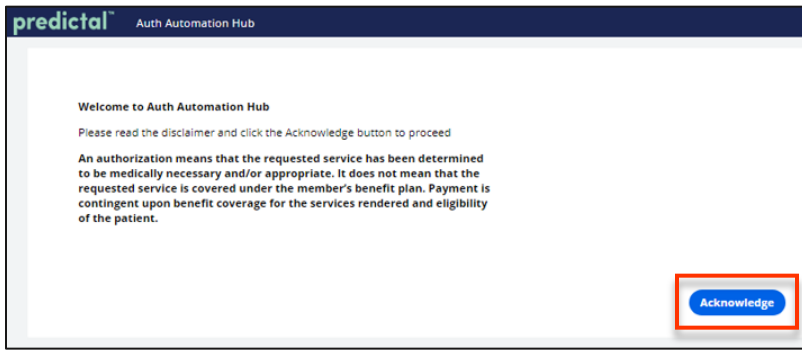 predictal™ Auth Automation Hub
Welcome to Auth Automation Hub
Please read the disclaimer and click the Acknowledge button to proceed
An authorization means that the requested service has been determined
to be medically necessary and/or appropriate. It does not mean that the
requested service is covered under the member's benefit plan. Payment is
contingent upon benefit coverage for the services rendered and eligibility
of the patient.
Acknowledge